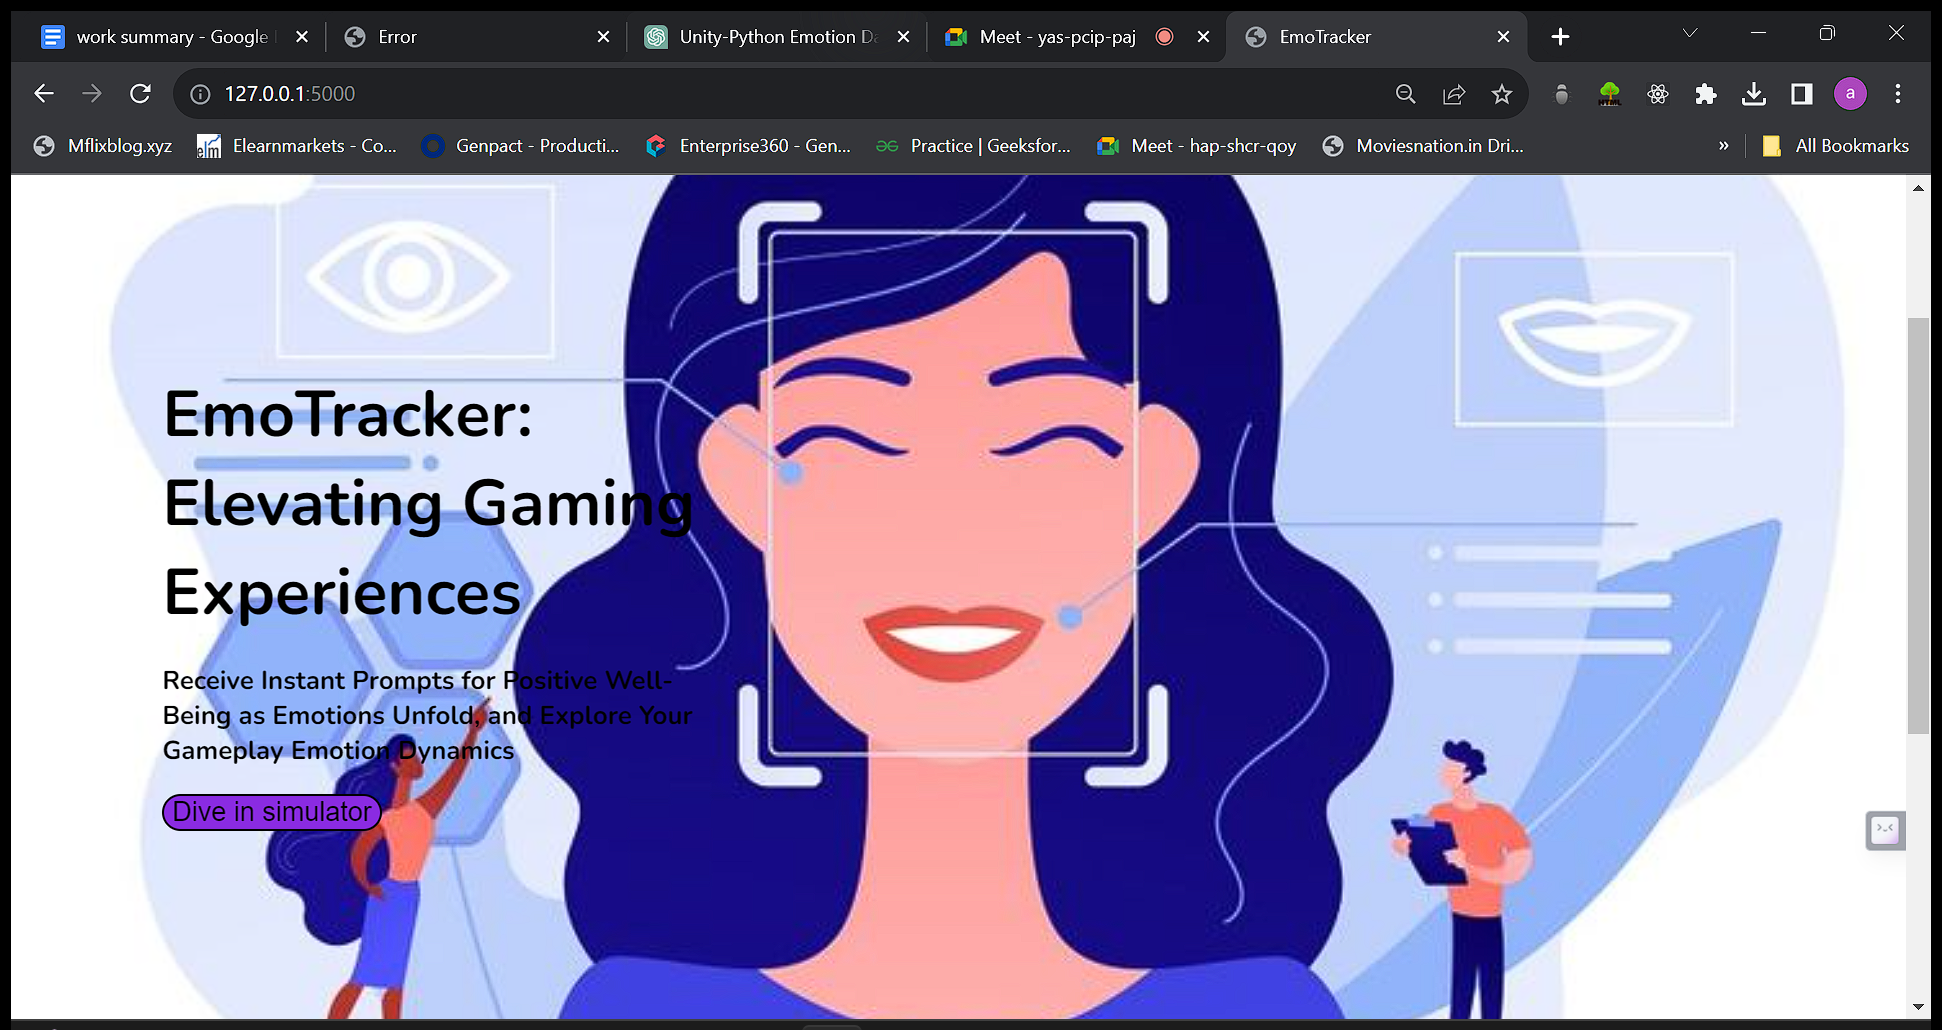 work summary - Google
Error
Unity-Python Emotion Da
Meet - yas-pcip-paj
EmoTracker
127.0.0.1:5000
a
Mflixblog.xyz
elm
Elearnmarkets - Co...
Genpact - Producti...
Enterprise360 - Gen...
Practice | Geeksfor...
Meet - hap-shcr-qoy
Moviesnation.in Dri...
»
All Bookmarks
EmoTracker:
Elevating Gaming
Experiences
Receive Instant Prompts for Positive Well-
Being as Emotions Unfold, and Explore Your
Gameplay Emotion Dynamics
Dive in simulator